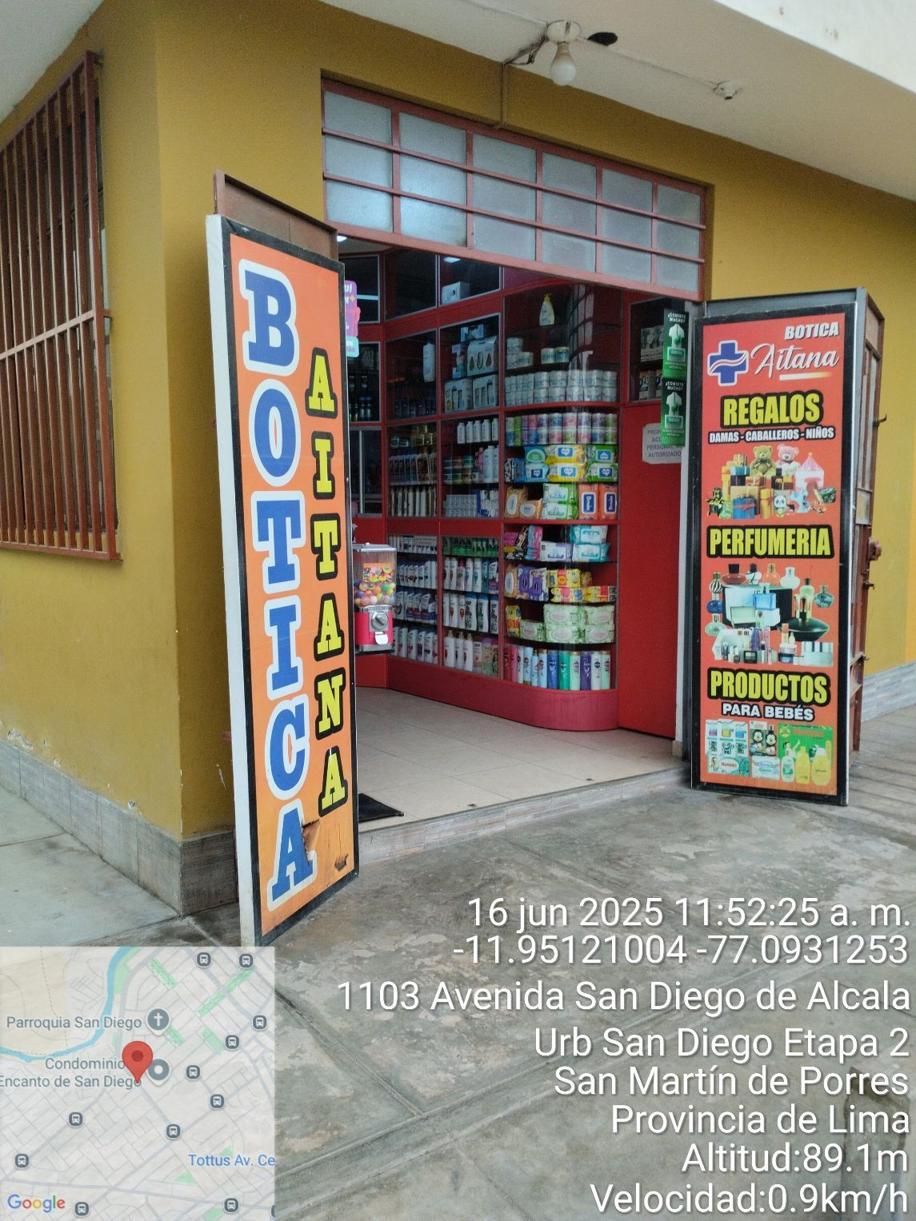 BOTICA
AITANA
BOTICA
Aitana
REGALOS
DAMAS - CABALLEROS - NIÑOS
PERFUMERIA
PRODUCTOS
PARA BEBÉS
AUTORIZADO
16 jun 2025 11:52:25 a. m.
-11.95121004 -77.0931253
1103 Avenida San Diego de Alcala
Urb San Diego Etapa 2
San Martín de Porres
Provincia de Lima
Altitud:89.1m
Velocidad:0.9km/h
Parroquia San Diego
Condominio
Encanto de San Diego
Tottus Av. Ce
Google